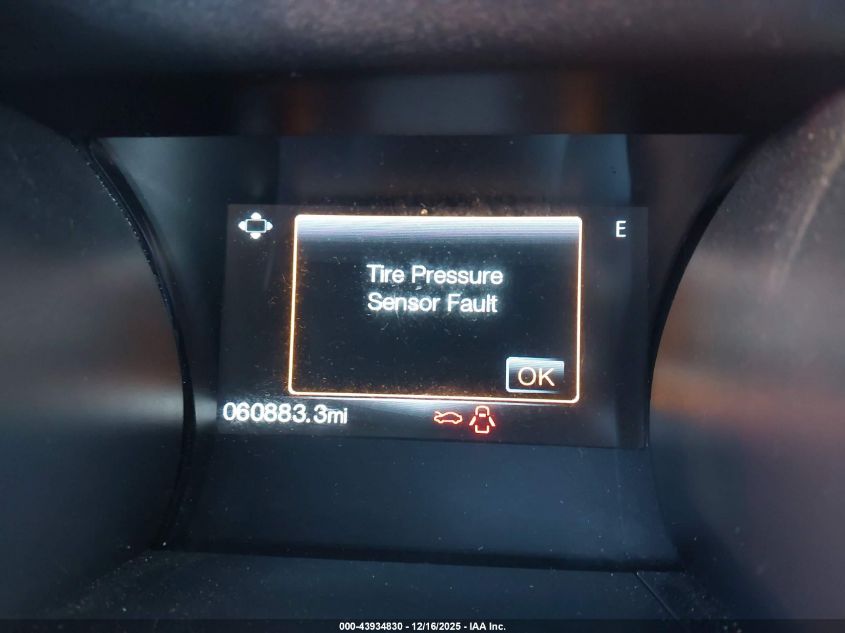 E
Tire Pressure
Sensor Fault
OK
060883.3mi
000-43934830 - 12/16/2025 - IAA Inc.